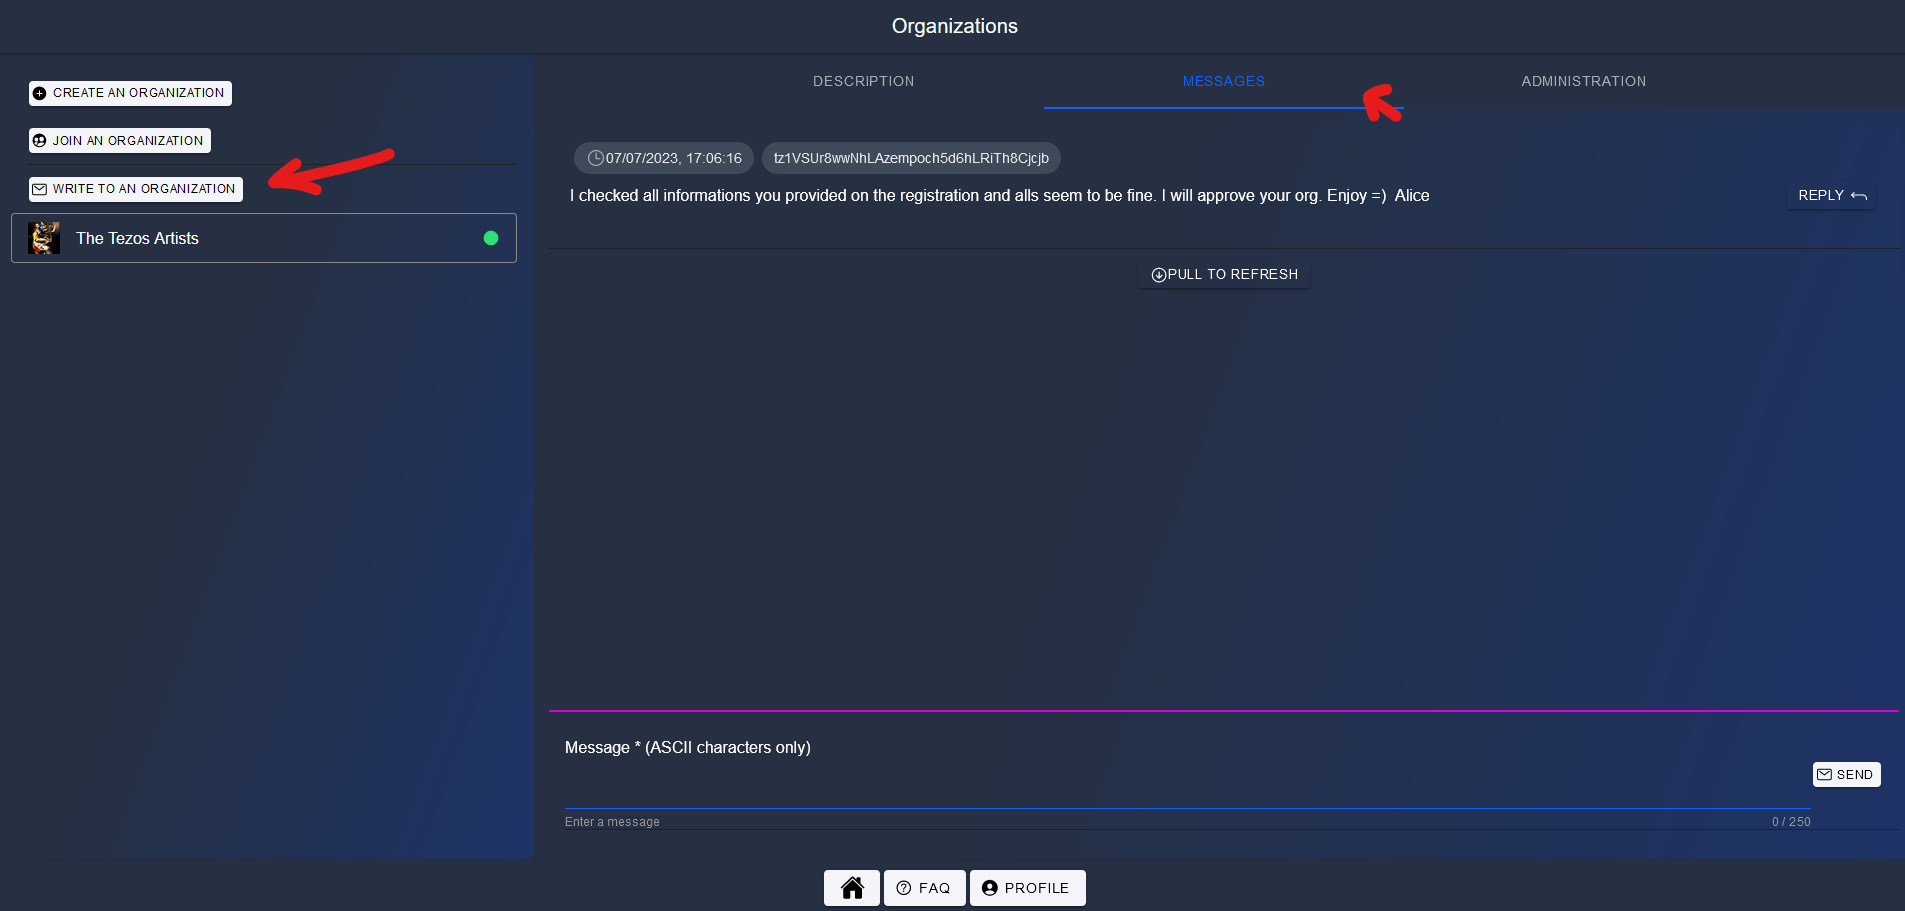 Organizations
CREATE AN ORGANIZATION
JOIN AN ORGANIZATION
WRITE TO AN ORGANIZATION
The Tezos Artists
DESCRIPTION
MESSAGES
ADMINISTRATION
07/07/2023, 17:06:16
tz1VSUr8wwNhLAzempoch5d6hLRiTh8Cjcjb
I checked all informations you provided on the registration and alls seem to be fine. I will approve your org. Enjoy =)  Alice
REPLY
PULL TO REFRESH
Message * (ASCII characters only)
SEND
Enter a message
0 / 250
FAQ
PROFILE